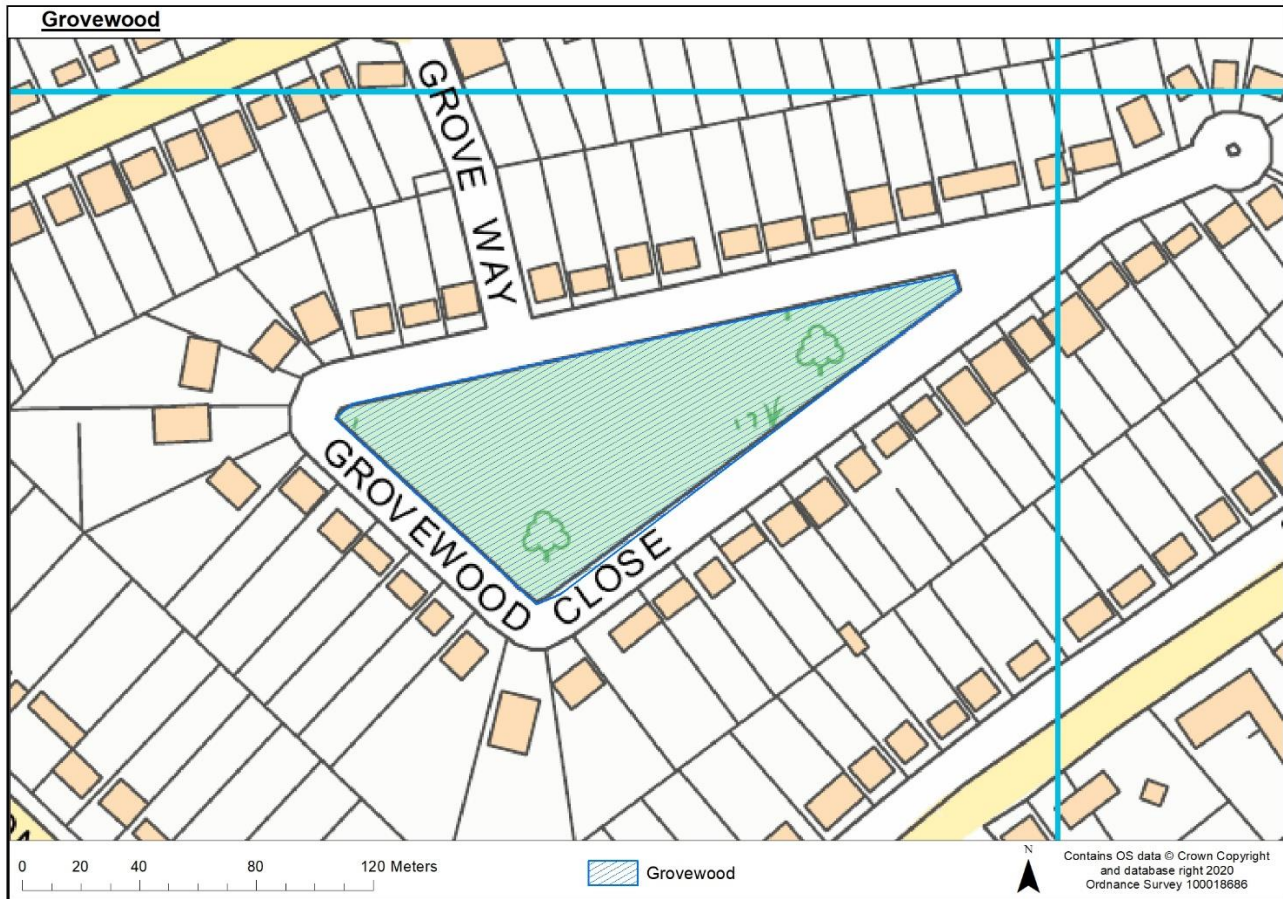 Grovewood
GROVE WAY
GROVEWOOD CLOSE
0 20 40 80 120 Meters
Grovewood
N
Contains OS data © Crown Copyright
and database right 2020
Ordnance Survey 100018686